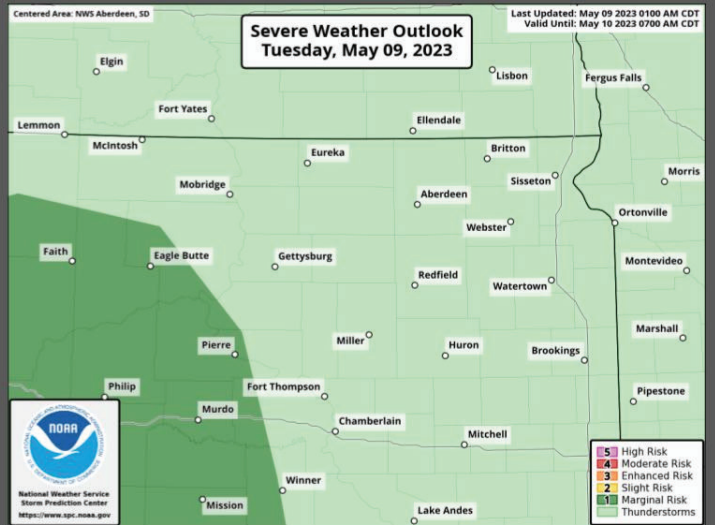 Centered Area: NWS Aberdeen, SD
Severe Weather Outlook
Tuesday, May 09, 2023
Last Updated: May 09 2023 0100 AM CDT
Valid Until: May 10 2023 0700 AM CDT
Elgin
Lisbon
Fergus Falls
Fort Yates
Lemmon
Ellendale
McIntosh
Eureka
Britton
Mobridge
Sisseton
Morris
Aberdeen
Ortonville
Webster
Faith
Eagle Butte
Gettysburg
Montevideo
Redfield
Watertown
Pierre
Miller
Huron
Brookings
Marshall
Philip
Fort Thompson
Pipestone
Murdo
Chamberlain
Mitchell
Winner
Mission
Lake Andes
NOAA
National Weather Service
Storm Prediction Center
https://www.spc.noaa.gov
5 High Risk
4 Moderate Risk
3 Enhanced Risk
2 Slight Risk
1 Marginal Risk
Thunderstorms